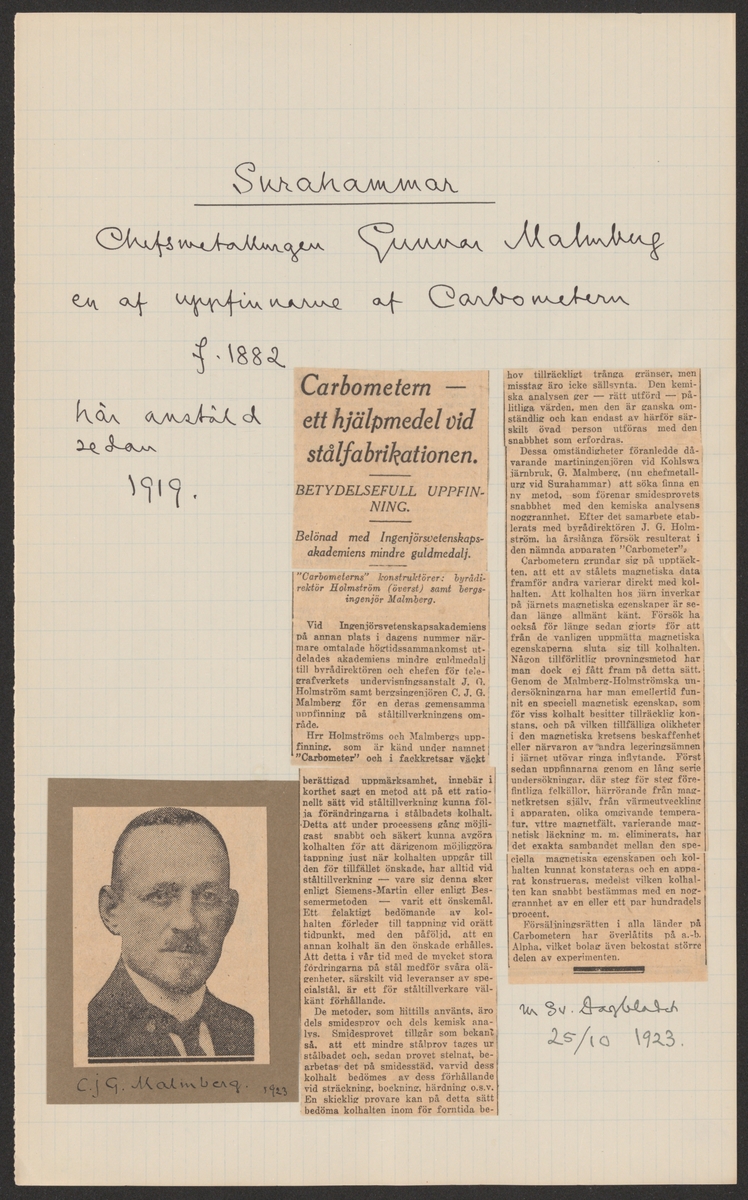 Surahammar
Chefsmetallurgen Gunnar Malmberg
en af uppfinnarne af Carbometern
f. 1882
här anstäld
sedan
1919.
Carbometern —
ett hjälpmedel vid
stålfabrikationen.
BETYDELSEFULL UPPFIN-
NING.
Belönad med Ingenjörsvetenskaps-
akademiens mindre guldmedalj.
"Carbometerns" konstruktörer: byrådi-
rektör Holmström (överst) samt bergs-
ingenjör Malmberg.
Vid Ingenjörsvetenskapsakademiens
på annan plats i dagens nummer när-
mare omtalade högtidssammankomst ut-
delades akademiens mindre guldmedalj
till byrådirektören och chefen för tele-
grafverkets undervisningsanstalt J. G.
Holmström samt bergsingenjören C. J. G.
Malmberg för en deras gemensamma
uppfinning på ståltillverkningens om-
råde.
Hrr Holmströms och Malmbergs upp-
finning, som är känd under namnet
"Carbometer" och i fackkretsar väckt
berättigad uppmärksamhet, innebär i
korthet sagt en metod att på ett ratio-
nellt sätt vid ståltillverkning kunna föl-
ja förändringarna i stålbadets kolhalt.
Detta att under processens gång möjli-
gast snabbt och säkert kunna avgöra
kolhalten för att därigenom möjliggöra
tappning just när kolhalten uppgår till
den för tillfället önskade, har alltid vid
ståltillverkning — vare sig denna sker
enligt Siemens-Martin eller enligt Bes-
semermetoden — varit ett önskemål.
Ett felaktigt bedömande av kol-
halten förleder till tappning vid orätt
tidpunkt, med den påföljd, att en
annan kolhalt än den önskade erhålles.
Att detta i vår tid med de mycket stora
fördringarna på stål medför svåra olä-
genheter, särskilt vid leveranser av spe-
cialstål, är ett för ståltillverkare väl-
känt förhållande.
De metoder, som hittills använts, äro
dels smidesprov och dels kemisk ana-
lys. Smidesprovet tillgår som bekant
så, att ett mindre stålprov tages ur
stålbadet och, sedan provet stelnat, be-
arbetas det på smidesstäd, varvid dess
kolhalt bedömes av dess förhållande
vid sträckning, bockning, härdning o.s.v.
En skicklig provare kan på detta sätt
bedöma kolhalten inom för forntida be-
hov tillräckligt trånga gränser, men
misstag äro icke sällsynta. Den kemi-
ska analysen ger — rätt utförd — på-
litliga värden, men den är ganska om-
ständlig och kan endast av härför sär-
skilt övad person utföras med den
snabbhet som erfordras.
Dessa omständigheter föranledde då-
varande martiningenjören vid Kohlswa
järnbruk, G. Malmberg, (nu chefmetall-
urg vid Surahammar) att söka finna en
ny metod, som förenar smidesprovets
snabbhet med den kemiska analysens
noggrannhet. Efter det samarbete etab-
lerats med byrådirektören J. G. Holm-
ström, ha årslånga försök resulterat i
den nämnda apparaten "Carbometer".
Carbometern grundar sig på upptäck-
ten, att ett av stålets magnetiska data
framför andra varierar direkt med kol-
halten. Att kolhalten hos järn inverkar
på järnets magnetiska egenskaper är se-
dan länge allmänt känt. Försök ha
också för länge sedan gjorts för att
från de vanligen uppmätta magnetiska
egenskaperna sluta sig till kolhalten.
Någon tillförlitlig provningsmetod har
man dock ej fått fram på detta sätt.
Genom de Malmberg-Holmströmska un-
dersökningarna har man emellertid fun-
nit en speciell magnetisk egenskap, som
för viss kolhalt besitter tillräcklig kon-
stans, och på vilken tillfälliga olikheter
i den magnetiska kretsens beskaffenhet
eller närvaron av andra legeringsämnen
i järnet utövar ringa inflytande. Först
sedan uppfinnarna genom en lång serie
undersökningar, där steg för steg före-
fintliga felkällor, härrörande från mag-
netkretsen själv, från värmeutveckling
i apparaten, olika omgivande tempera-
tur, yttre magnetfält, varierande mag-
netisk läckning m. m. eliminerats, har
det exakta sambandet mellan den spe-
ciella magnetiska egenskapen och kol-
halten kunnat konstateras och en appa-
rat konstrueras, medelst vilken kolhal-
ten kan snabbt bestämmas med en nog-
grannhet av en eller ett par hundradels
procent.
Försäljningsrätten i alla länder på
Carbometern har överlåtits på a.-b.
Alpha, vilket bolag även bekostat större
delen av experimenten.
Sv. Dagbladet
25/10 1923.
C. J. G. Malmberg. 1923